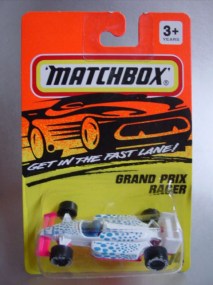 3+
YEARS
MATCHBOX
GET IN THE FAST LANE!
GRAND PRIX
RACER